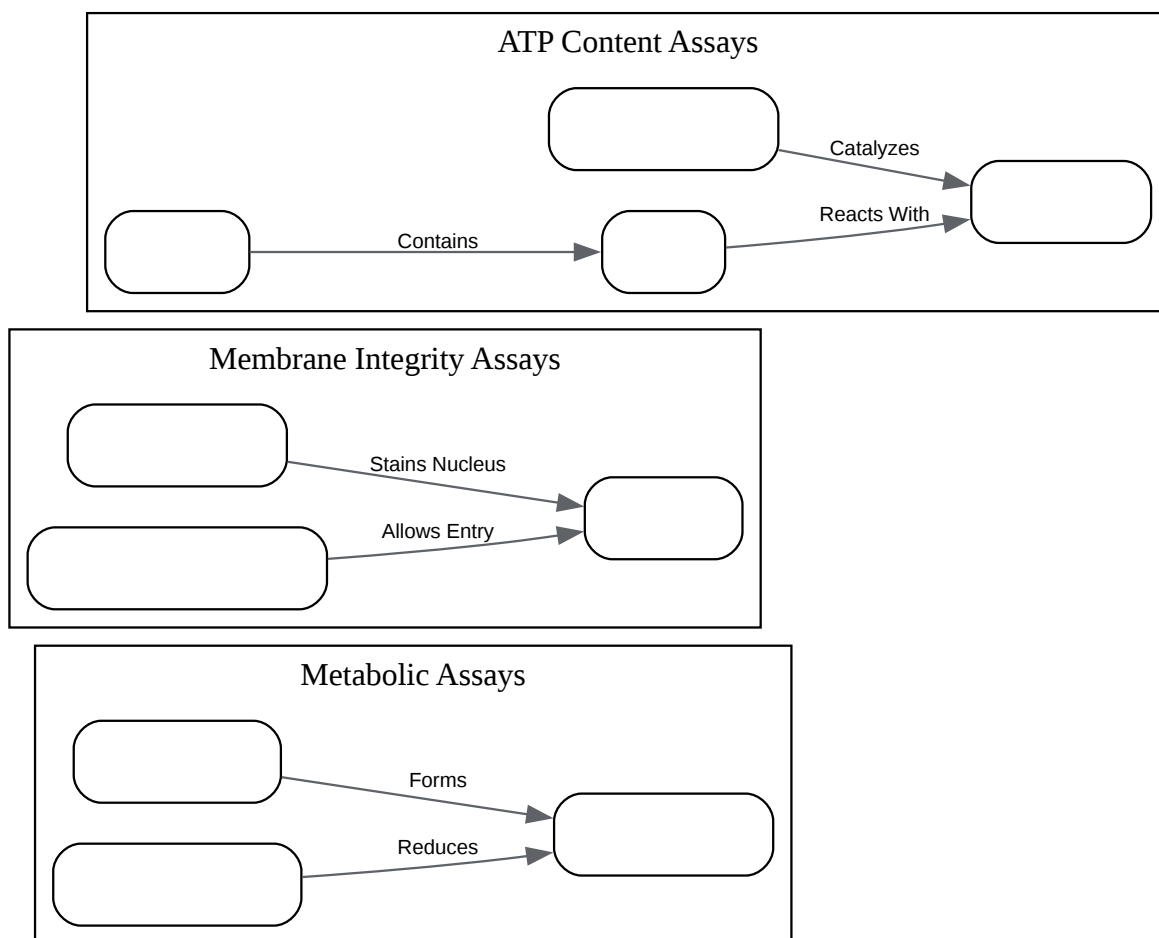 ATP Content Assays
Catalyzes
Reacts With
Contains
Membrane Integrity Assays
Stains Nucleus
Allows Entry
Metabolic Assays
Forms
Reduces